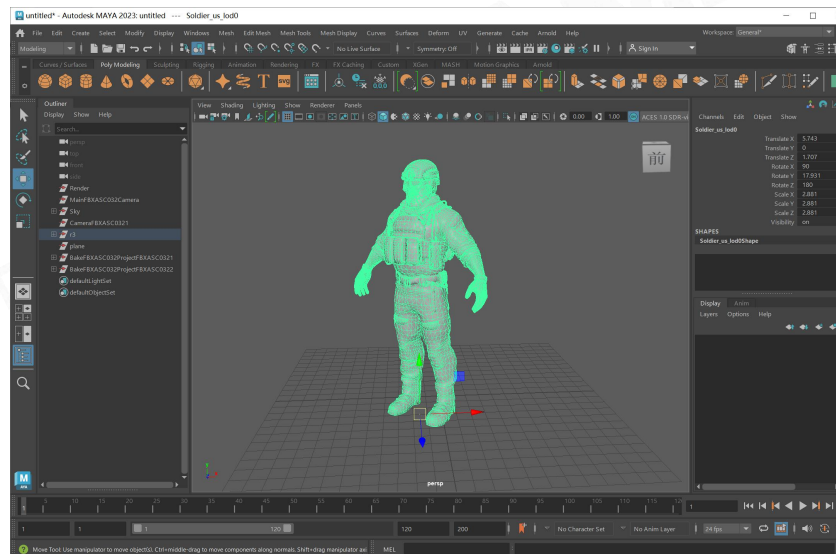 untitled* - Autodesk MAYA 2023: untitled --- Soldier_us_lod0
File Edit Create Select Modify Display Windows Mesh Edit Mesh Mesh Tools Mesh Display Curves Surfaces Deform UV Generate Cache Arnold Help
Workspace: General*
Modeling
No Live Surface
Symmetry: Off
Sign In
Curves / Surfaces Poly Modeling Sculpting Rigging Animation Rendering FX FX Caching Custom XGen MASH Motion Graphics Arnold
Outliner
Display Show Help
Search...
persp
top
front
side
Render
MainFBXASC032Camera
Sky
CameraFBXASC0321
r3
plane
BakeFBXASC032ProjectFBXASC0321
BakeFBXASC032ProjectFBXASC0322
defaultLightSet
defaultObjectSet
View Shading Lighting Show Renderer Panels
0.00 1.00 ACES 1.0 SDR-vi
前
persp
Channels Edit Object Show
Soldier_us_lod0
Translate X 5.743
Translate Y 0
Translate Z 1.707
Rotate X 90
Rotate Y 17.931
Rotate Z 180
Scale X 2.881
Scale Y 2.881
Scale Z 2.881
Visibility on
SHAPES
Soldier_us_lod0Shape
Display Anim
Layers Options Help
5 10 15 20 25 30 35 40 45 50 55 60 65 70 75 80 85 90 95 100 105 110 115 12
1
1 1 1 120 120 200 No Character Set No Anim Layer 24 fps
Move Tool: Use manipulator to move object(s). Ctrl+middle-drag to move components along normals. Shift+drag manipulator axi
MEL